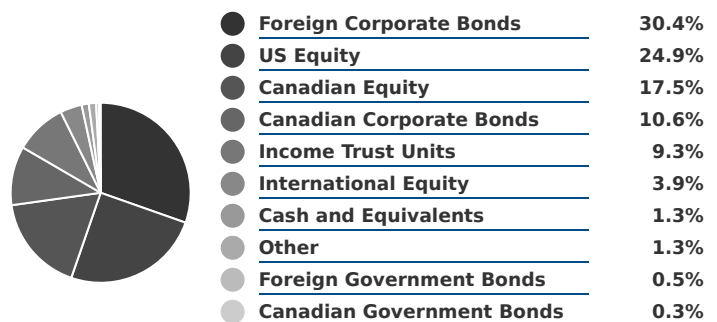 Foreign Corporate Bonds 30.4%
US Equity 24.9%
Canadian Equity 17.5%
Canadian Corporate Bonds 10.6%
Income Trust Units 9.3%
International Equity 3.9%
Cash and Equivalents 1.3%
Other 1.3%
Foreign Government Bonds 0.5%
Canadian Government Bonds 0.3%